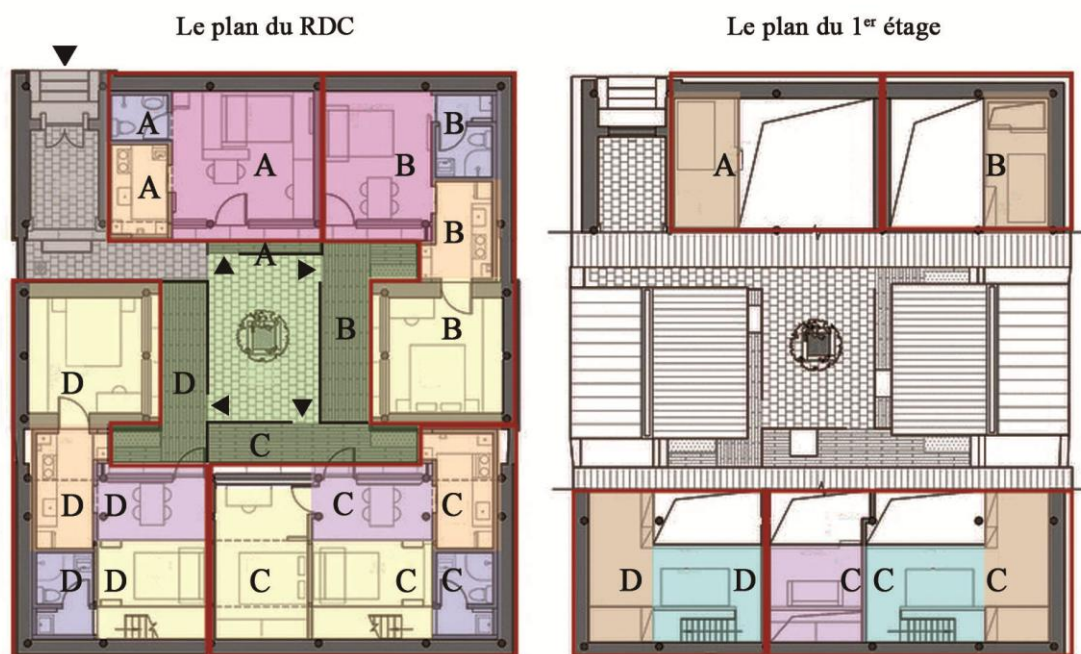 Le plan du RDC
Le plan du 1er étage
A A B B
A
B
A
D D B B
C
D D C C
D D C C C
A B
D D C C C